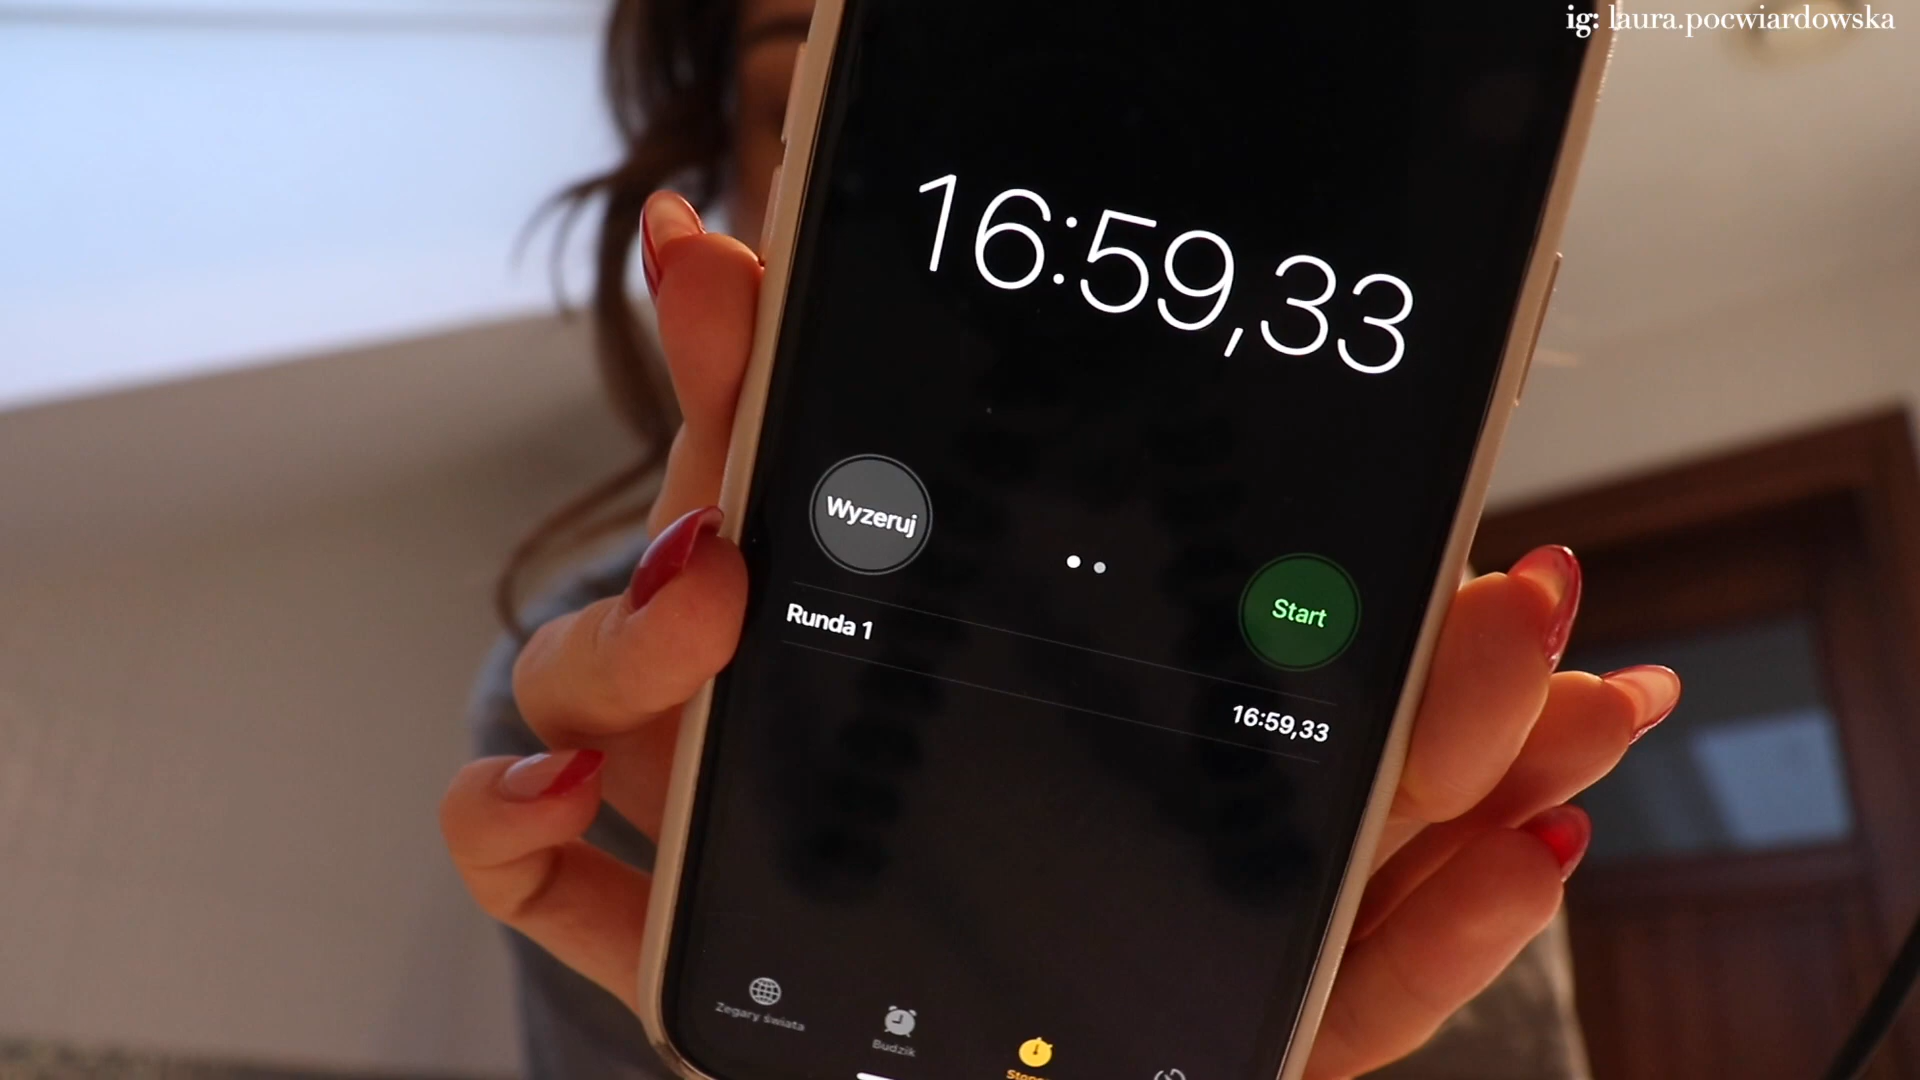 ig: laura.pocwiardowska
16:59,33
Wyzeruj
Start
Runda 1
16:59,33
Zegary świata
Budzik